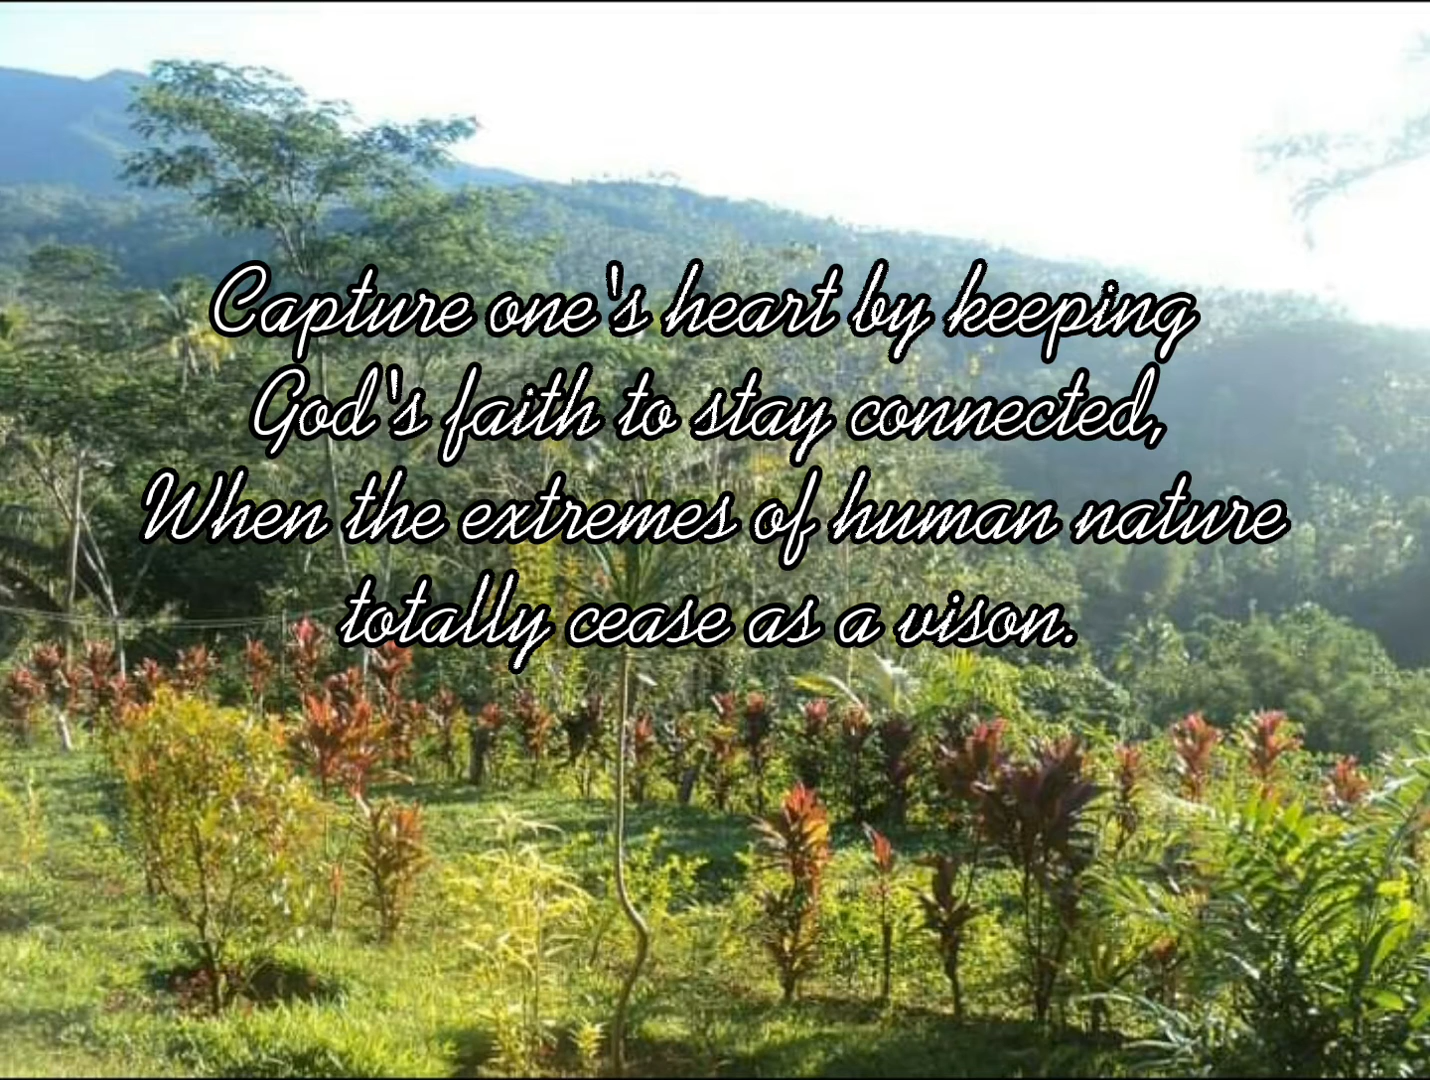 Capture one's heart by keeping
God's faith to stay connected,
When the extremes of human nature
totally cease as a vison.